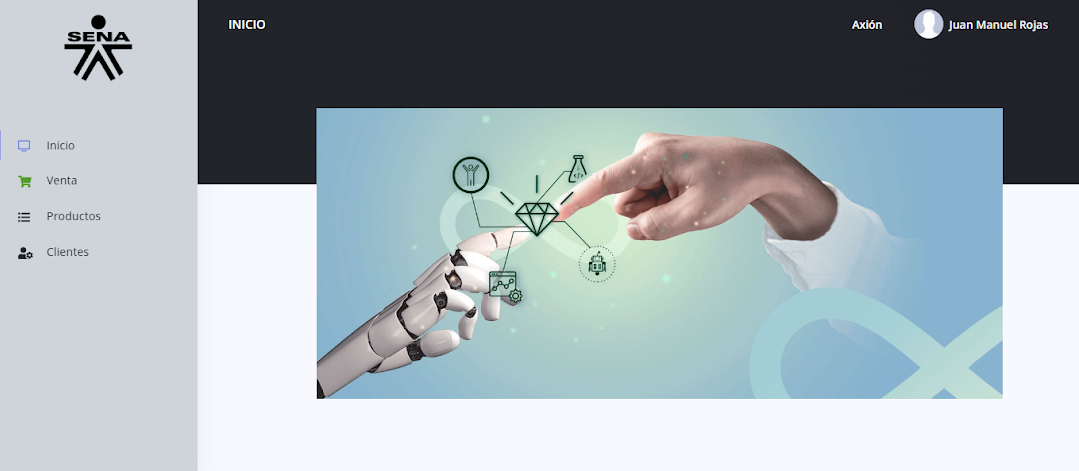 SENA
INICIO
Axión
Juan Manuel Rojas
Inicio
Venta
Productos
Clientes